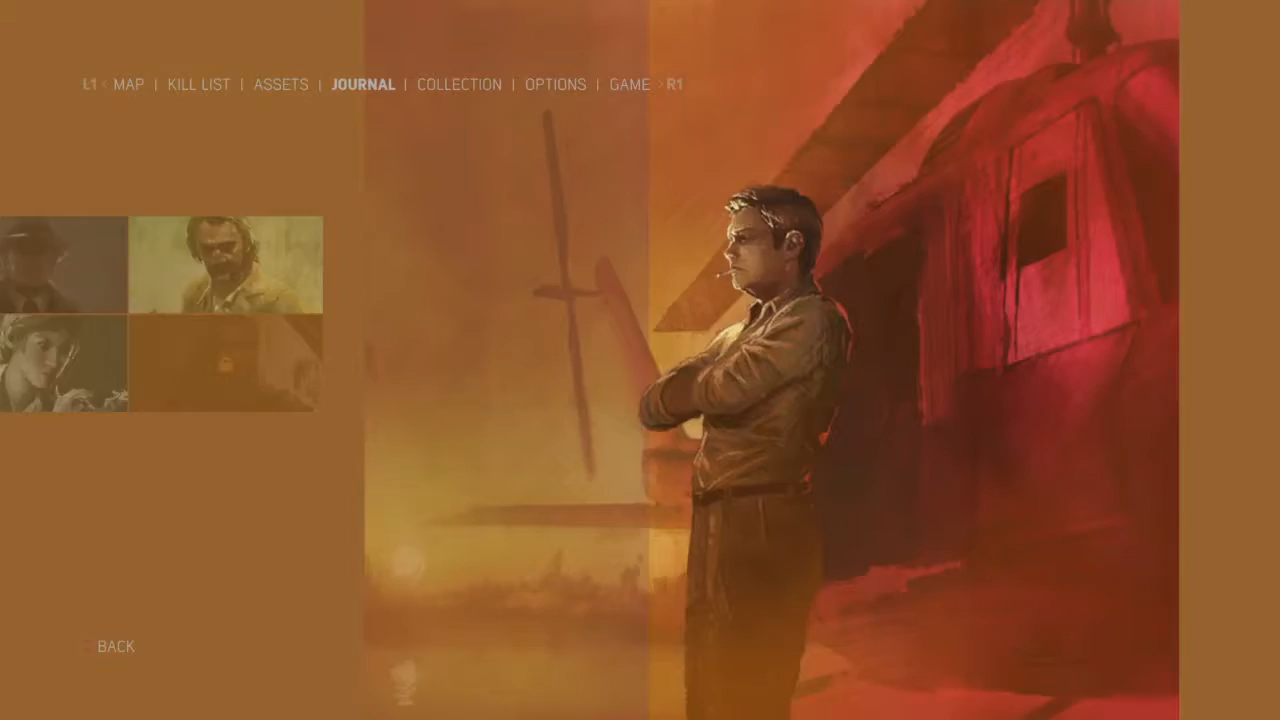 L1 < MAP | KILL LIST | ASSETS | JOURNAL | COLLECTION | OPTIONS | GAME > R1
BACK